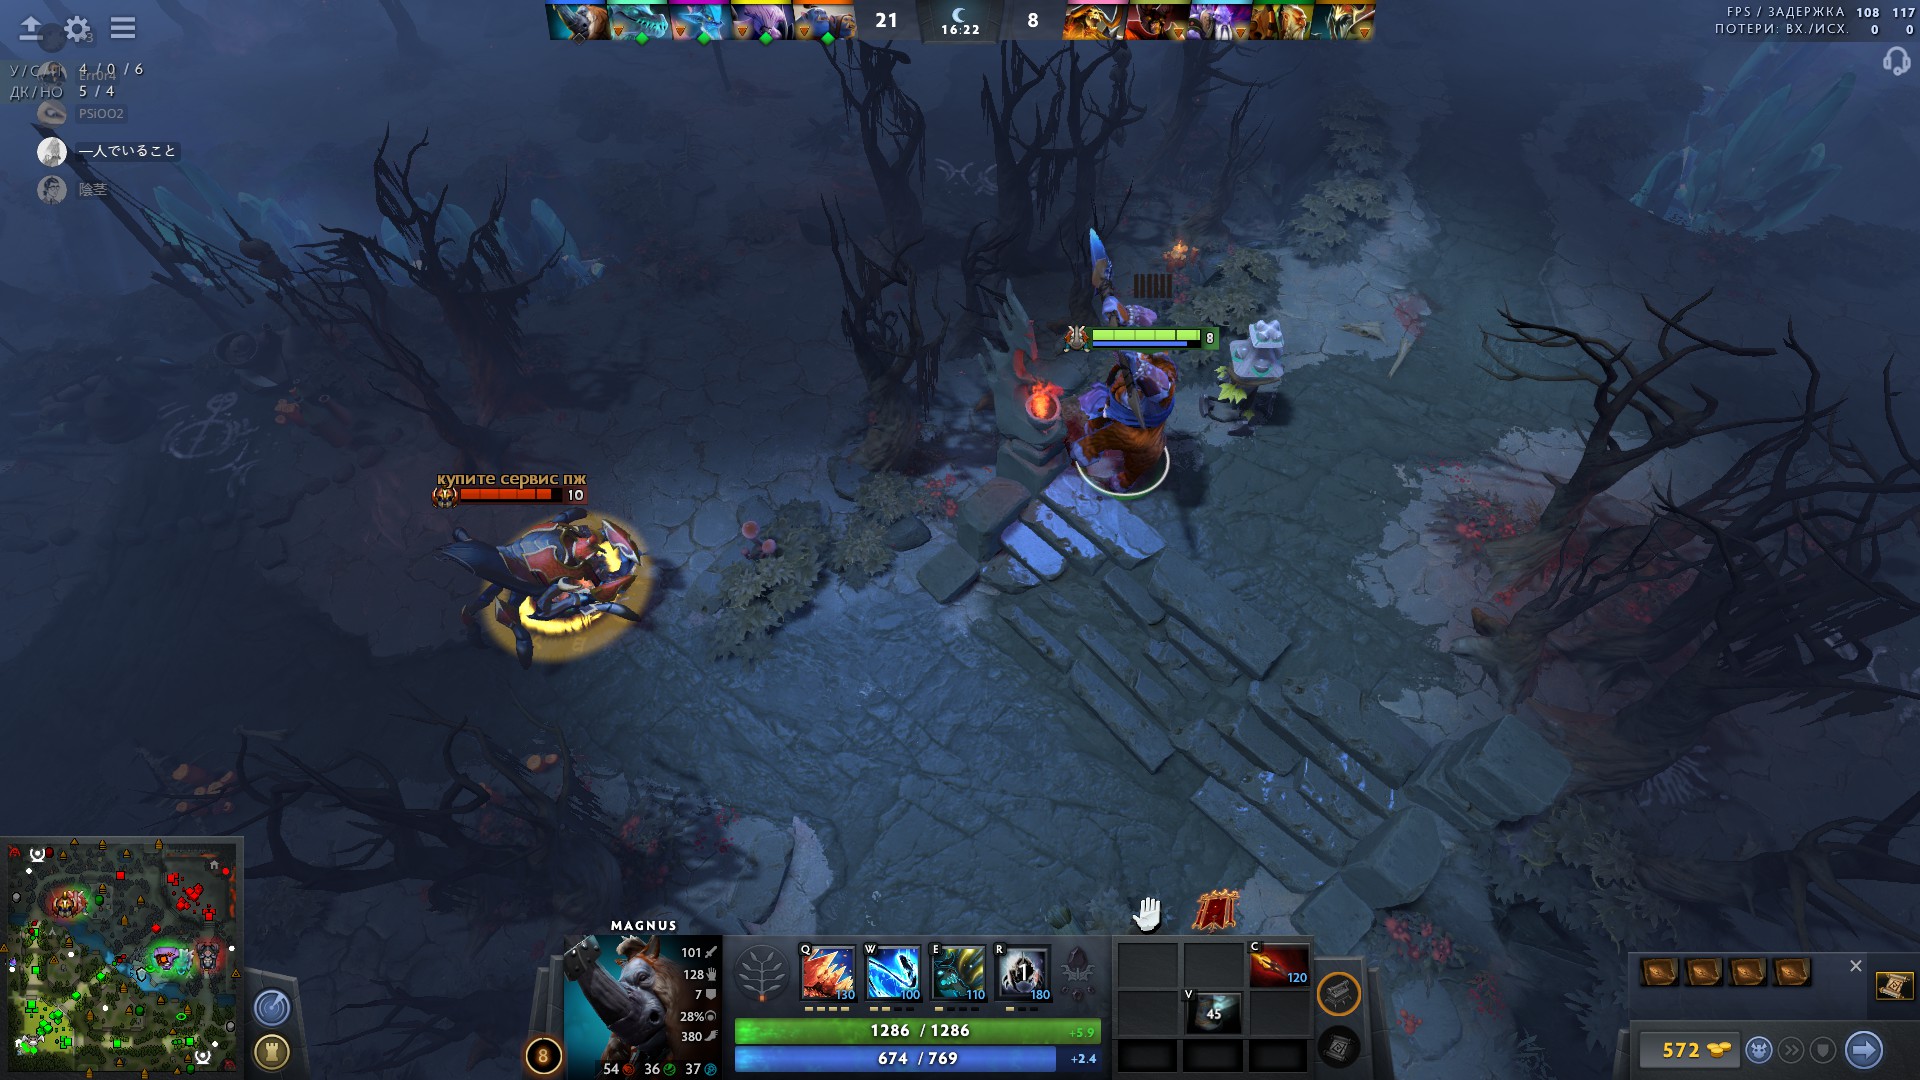 21
16:22
8
FPS / ЗАДЕРЖКА 108 117
ПОТЕРИ: ВХ./ИСХ. 0 0
4 / 0 / 6
Err0r4
ДК/НО 5 / 4
PSiOO2
一人でいること
陰茎
8
купите сервис пж
10
MAGNUS
101
128
7
28%
380
54 36 37
8
Q 130
W 100
E 110
R 1 180
1286 / 1286 +5.9
674 / 769 +2.4
C 120
V 45
572